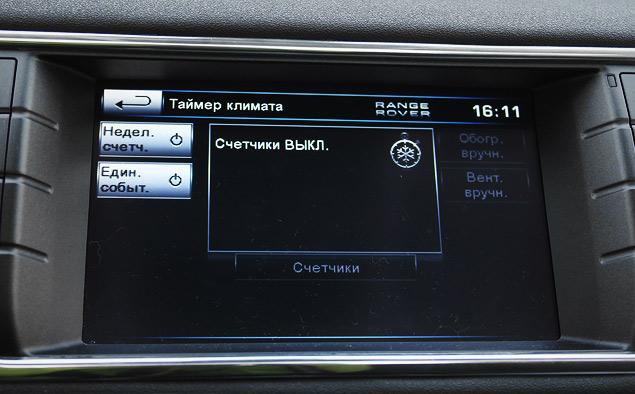 Таймер климата
RANGE
ROVER
16:11
Недел.
счетч.
Счетчики ВЫКЛ.
Обогр.
вручн.
Един.
событ.
Вент.
вручн.
Счетчики